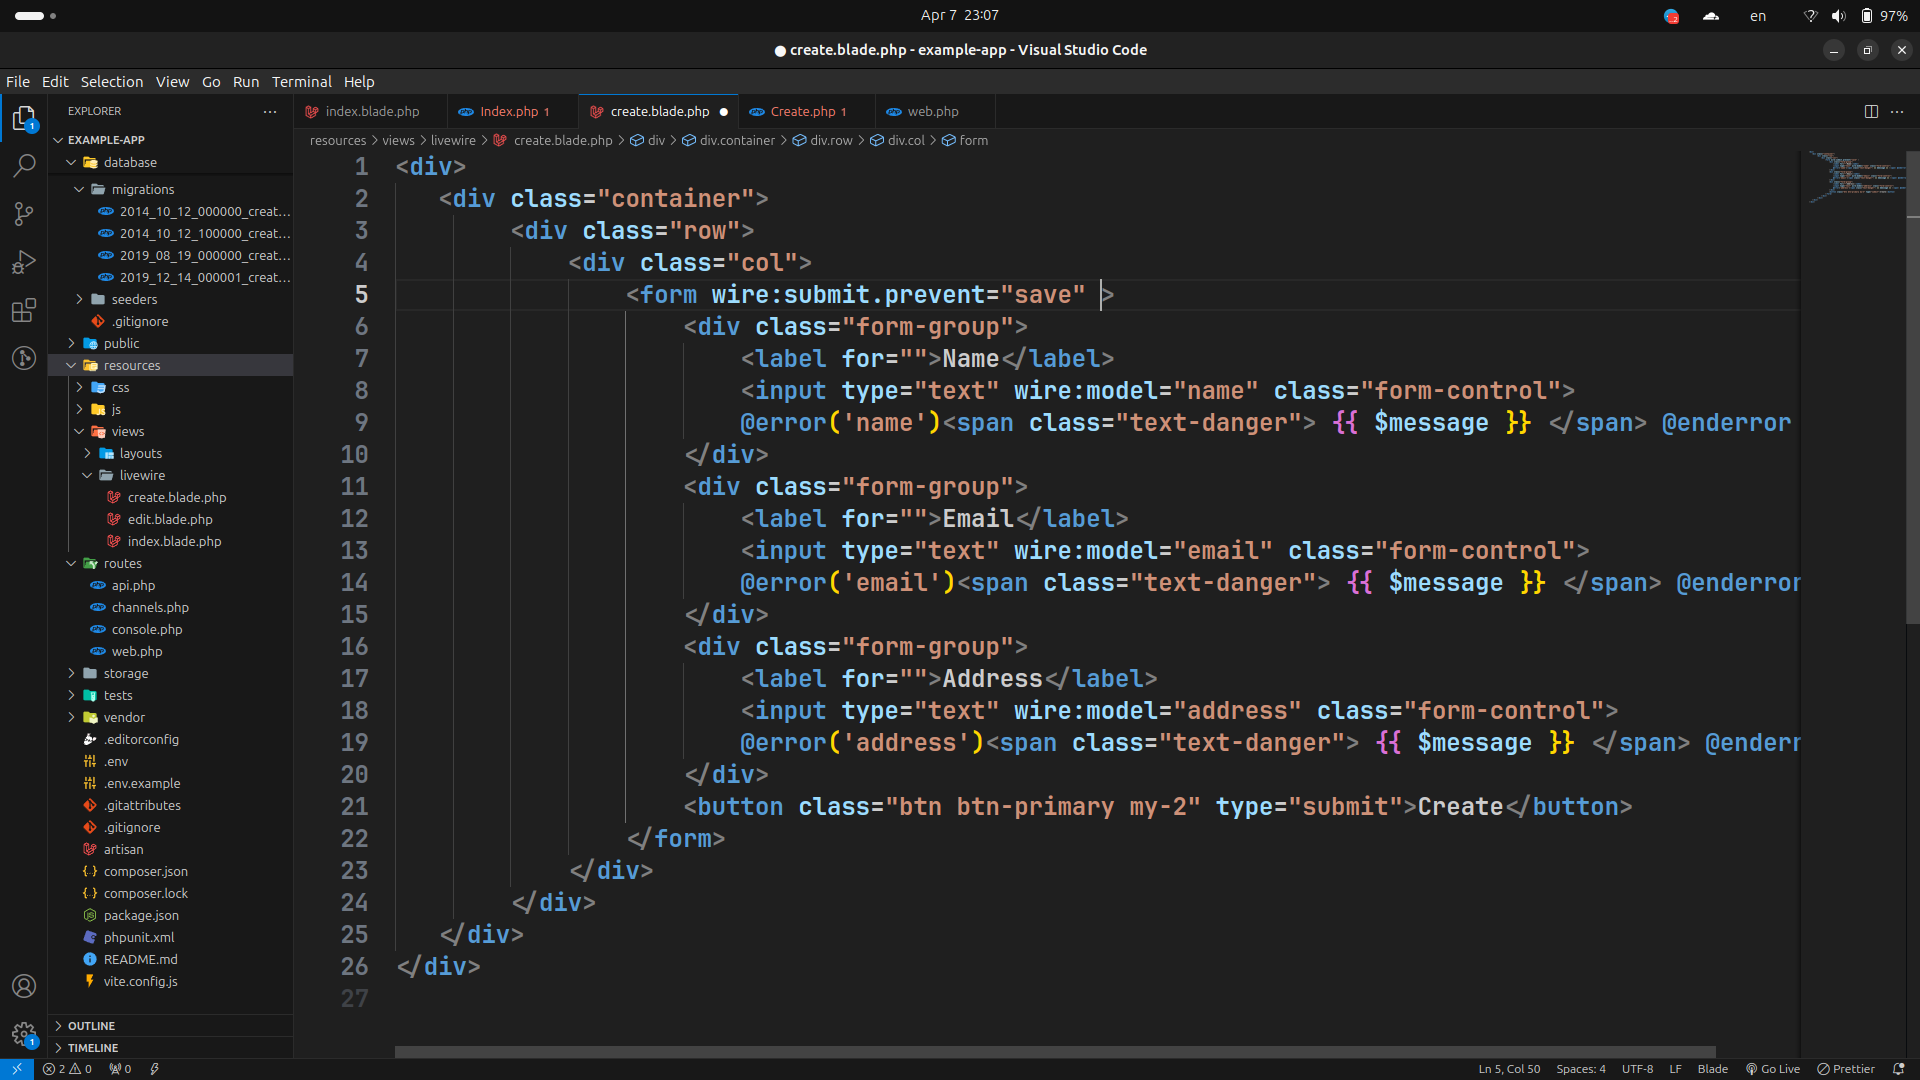 Apr 7 23:07
en
97%
create.blade.php - example-app - Visual Studio Code
File Edit Selection View Go Run Terminal Help
EXPLORER
index.blade.php
Index.php 1
create.blade.php
Create.php 1
web.php
resources > views > livewire > create.blade.php > div > div.container > div.row > div.col > form
EXAMPLE-APP
database
migrations
2014_10_12_000000_creat...
2014_10_12_100000_creat...
2019_08_19_000000_creat...
2019_12_14_000001_creat...
seeders
.gitignore
public
resources
css
js
views
layouts
livewire
create.blade.php
edit.blade.php
index.blade.php
routes
api.php
channels.php
console.php
web.php
storage
tests
vendor
.editorconfig
.env
.env.example
.gitattributes
.gitignore
artisan
composer.json
composer.lock
package.json
phpunit.xml
README.md
vite.config.js
OUTLINE
TIMELINE
1 <div>
2 <div class="container">
3 <div class="row">
4 <div class="col">
5 <form wire:submit.prevent="save" >
6 <div class="form-group">
7 <label for="">Name</label>
8 <input type="text" wire:model="name" class="form-control">
9 @error('name')<span class="text-danger"> {{ $message }} </span> @enderror
10 </div>
11 <div class="form-group">
12 <label for="">Email</label>
13 <input type="text" wire:model="email" class="form-control">
14 @error('email')<span class="text-danger"> {{ $message }} </span> @enderror
15 </div>
16 <div class="form-group">
17 <label for="">Address</label>
18 <input type="text" wire:model="address" class="form-control">
19 @error('address')<span class="text-danger"> {{ $message }} </span> @enderr
20 </div>
21 <button class="btn btn-primary my-2" type="submit">Create</button>
22 </form>
23 </div>
24 </div>
25 </div>
26 </div>
27
1
1
2 0 0
Ln 5, Col 50 Spaces: 4 UTF-8 LF Blade Go Live Prettier